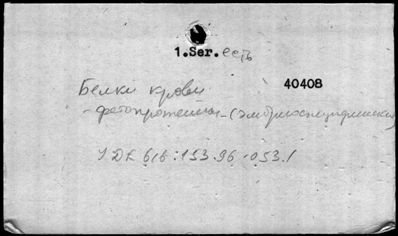 1.Ser. есть
40408
Белки крови
-фетопротеины-(эмбриоспецифические)
УДК 616:153.96-053.1